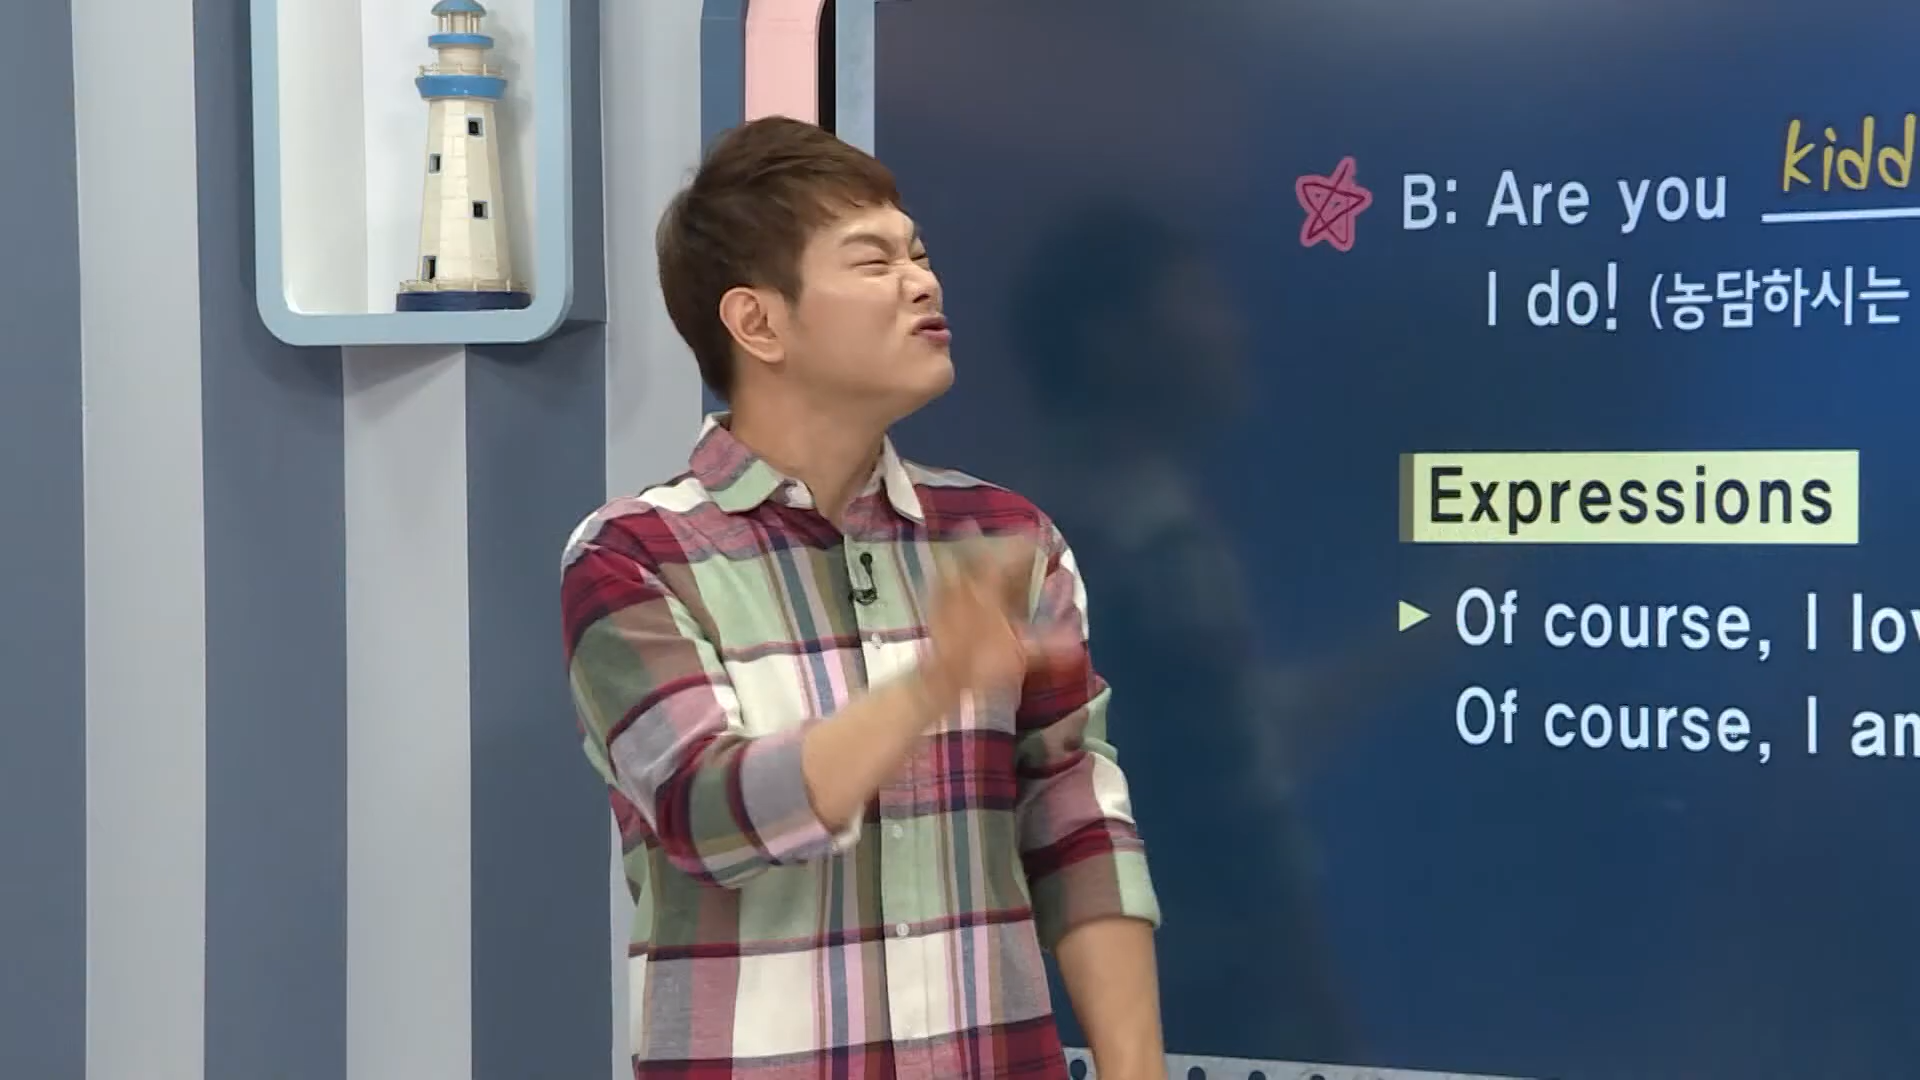 B: Are you kidd
I do! (농담하시는
Expressions
▶ Of course, I lov
Of course, I am